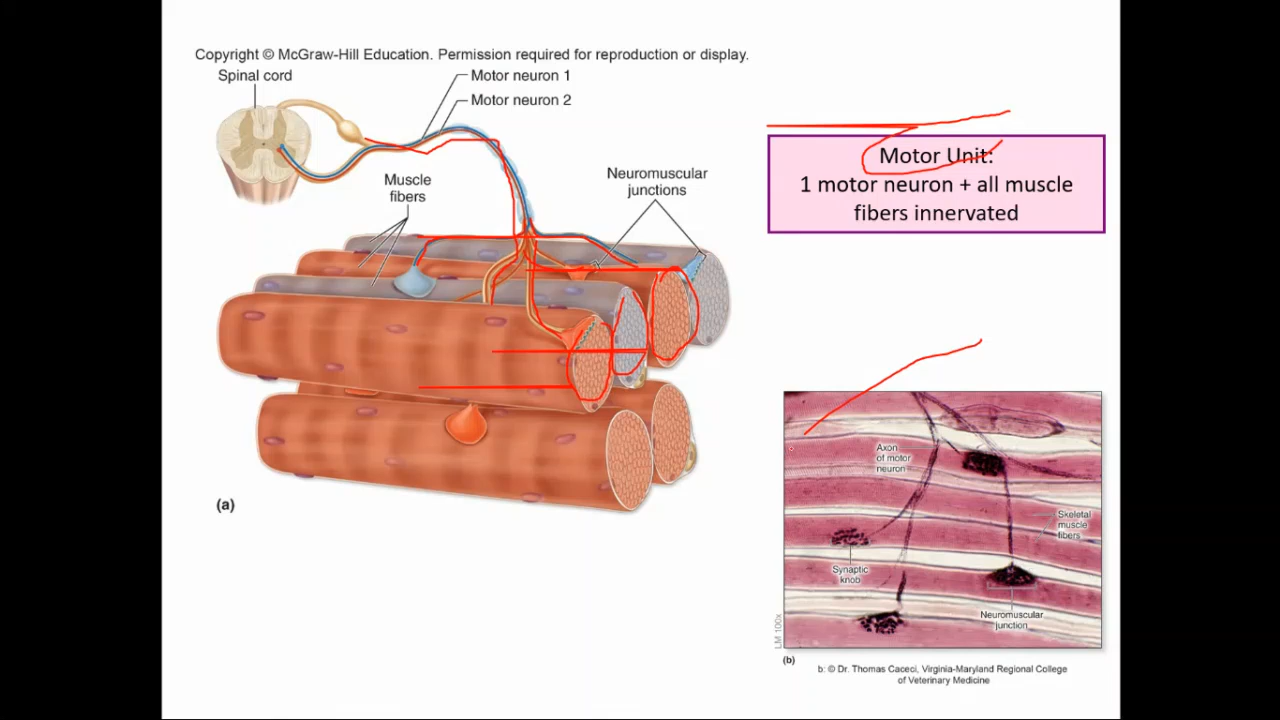 Copyright © McGraw-Hill Education. Permission required for reproduction or display.
Spinal cord
Motor neuron 1
Motor neuron 2
Muscle
fibers
Neuromuscular
junctions
(a)
Motor Unit:
1 motor neuron + all muscle
fibers innervated
Axon
of motor
neuron
Skeletal
muscle
fibers
Synaptic
knob
Neuromuscular
junction
LM 100x
(b)
b: © Dr. Thomas Caceci, Virginia-Maryland Regional College
of Veterinary Medicine